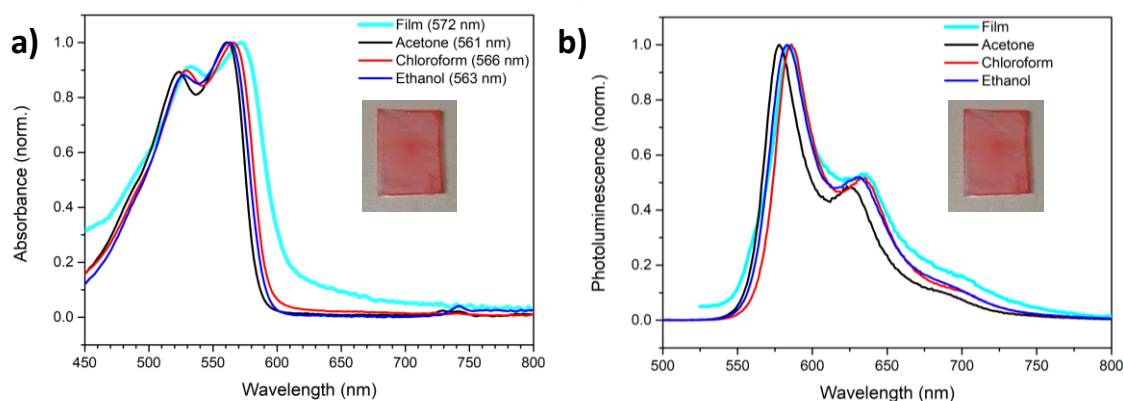 a)
Absorbance (norm.)
1.0
0.8
0.6
0.4
0.2
0.0
450 500 550 600 650 700 750 800
Wavelength (nm)
Film (572 nm)
Acetone (561 nm)
Chloroform (566 nm)
Ethanol (563 nm)
b)
Photoluminescence (norm.)
1.0
0.8
0.6
0.4
0.2
0.0
500 550 600 650 700 750 800
Wavelength (nm)
Film
Acetone
Chloroform
Ethanol